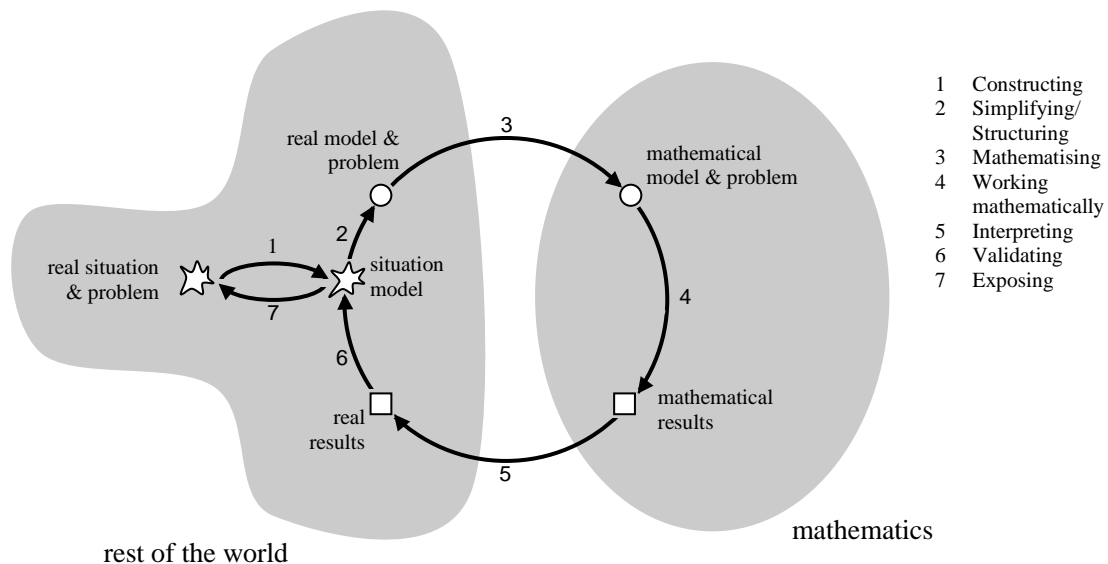 real model &
problem
3
mathematical
model & problem
2
1
real situation
& problem
situation
model
7
4
6
real
results
mathematical
results
5
rest of the world
mathematics
1 Constructing
2 Simplifying/
Structuring
3 Mathematising
4 Working
mathematically
5 Interpreting
6 Validating
7 Exposing